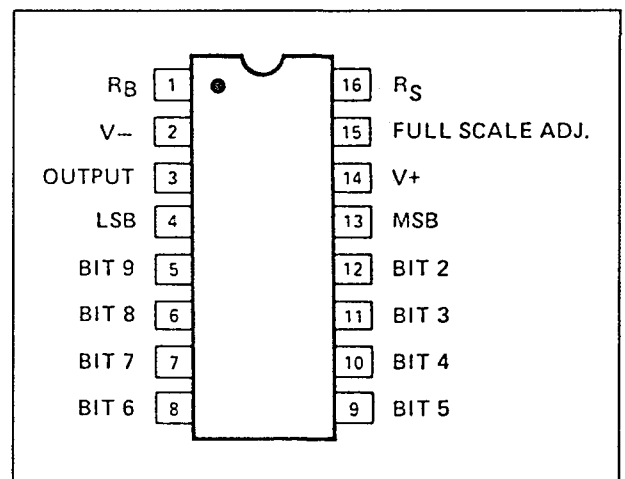 RB 1 16 RS
V– 2 15 FULL SCALE ADJ.
OUTPUT 3 14 V+
LSB 4 13 MSB
BIT 9 5 12 BIT 2
BIT 8 6 11 BIT 3
BIT 7 7 10 BIT 4
BIT 6 8 9 BIT 5